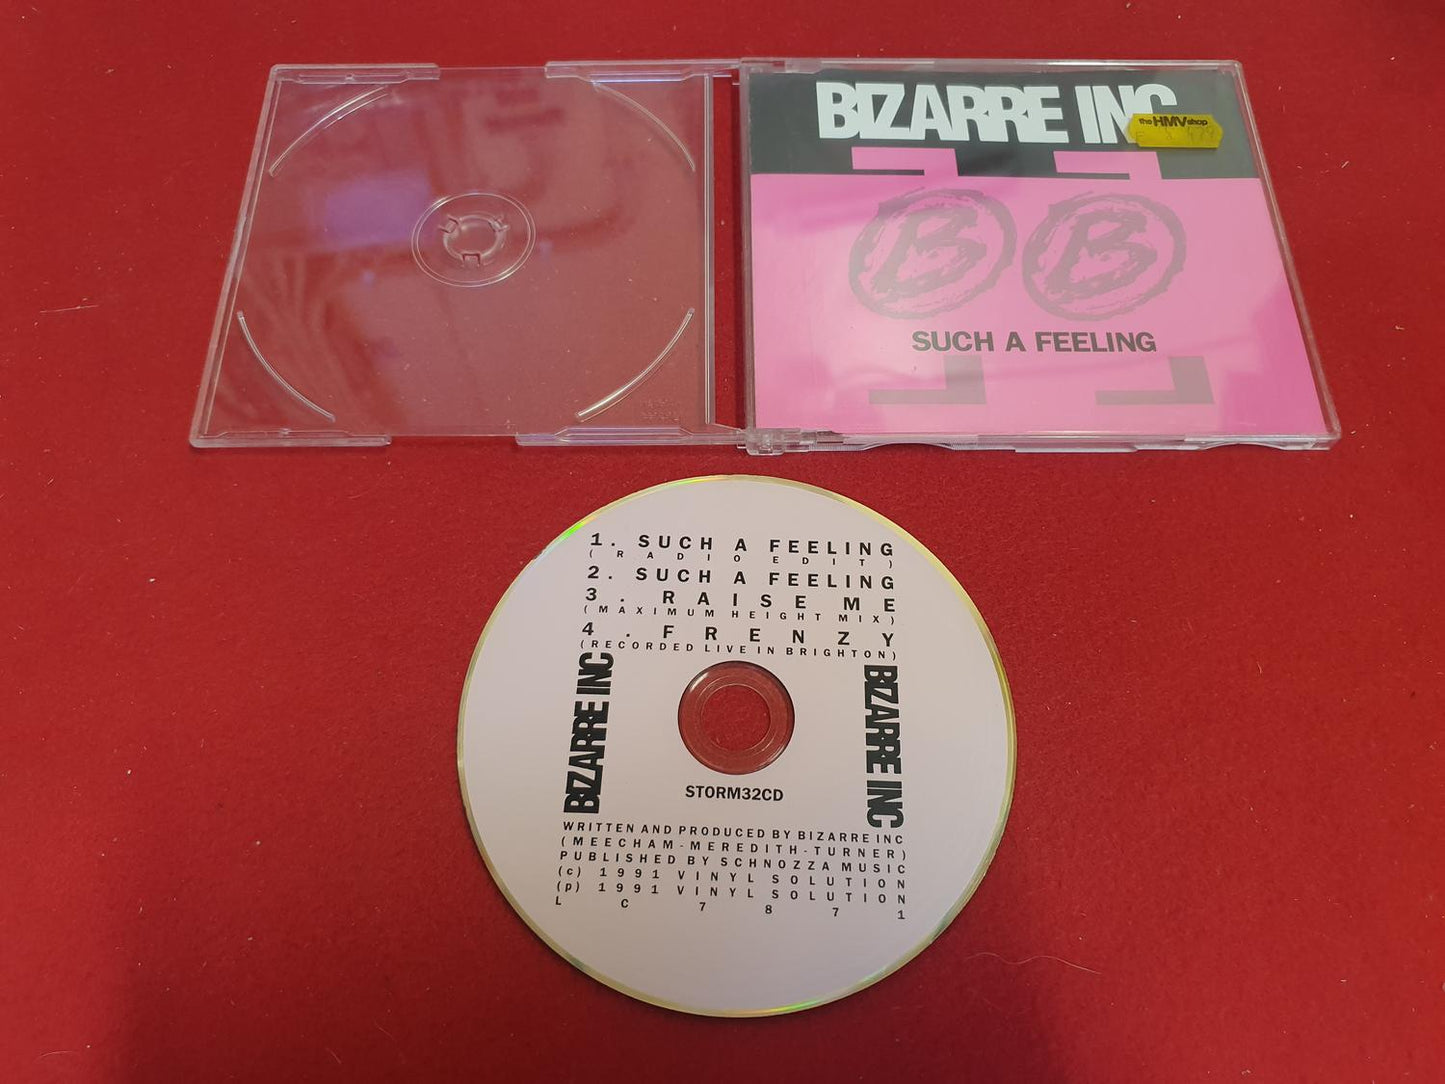 BIZARRE INC
the HMV shop
£
B B
SUCH A FEELING
1. SUCH A FEELING
(RADIO EDIT)
2. SUCH A FEELING
3. RAISE ME
(MAXIMUM HEIGHT MIX)
4. FRENZY
(RECORDED LIVE IN BRIGHTON)
BIZARRE INC
BIZARRE INC
STORM32CD
WRITTEN AND PRODUCED BY BIZARRE INC
(MEECHAM-MEREDITH-TURNER)
PUBLISHED BY SCHNOZZA MUSIC
(c) 1991 VINYL SOLUTION
(p) 1991 VINYL SOLUTION
LC7871